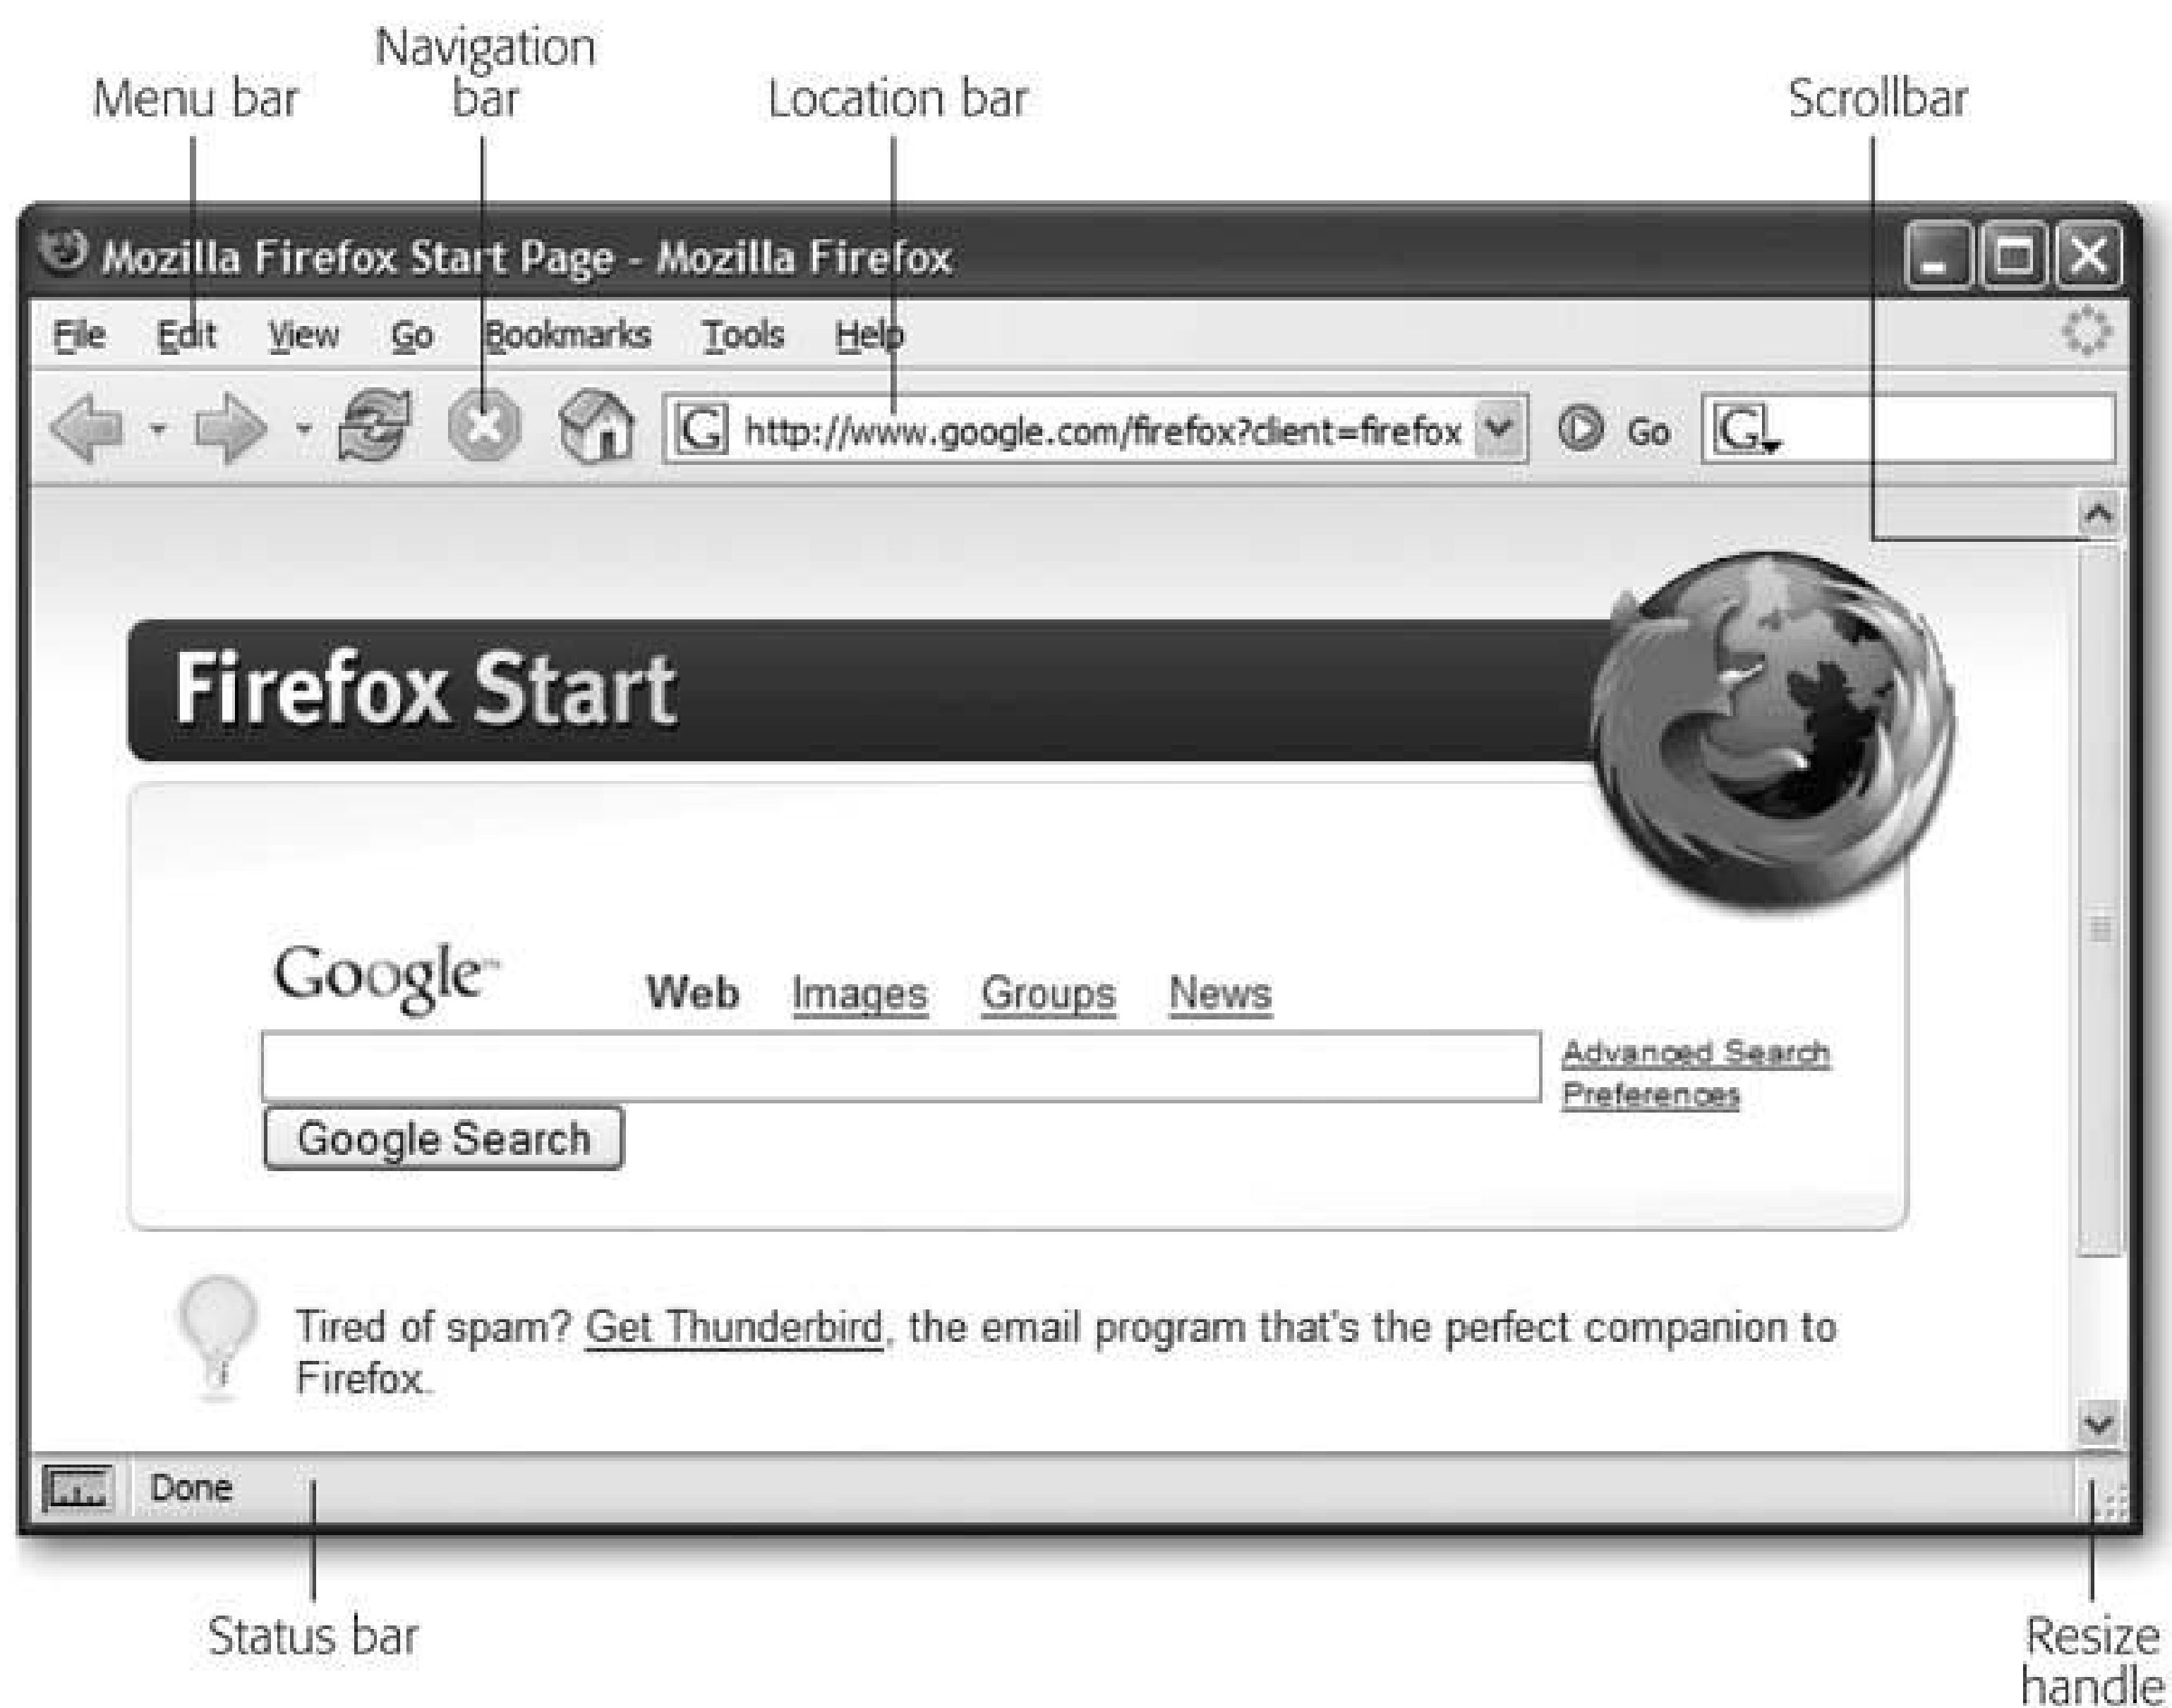 Navigation
Menu bar bar Location bar Scrollbar
Mozilla Firefox Start Page - Mozilla Firefox
File Edit View Go Bookmarks Tools Help
G http://www.google.com/firefox?client=firefox Go G
Firefox Start
Google™ Web Images Groups News
Advanced Search
Preferences
Google Search
Tired of spam? Get Thunderbird, the email program that's the perfect companion to
Firefox.
Done
Status bar Resize
handle